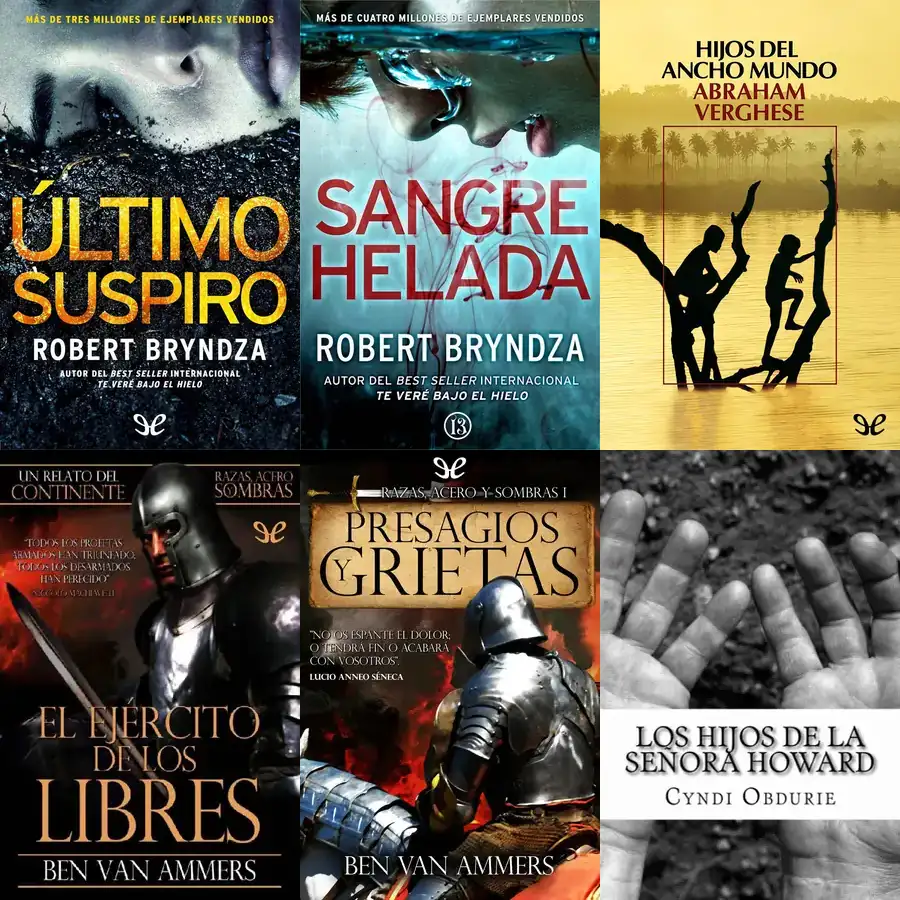 MÁS DE TRES MILLONES DE EJEMPLARES VENDIDOS
ÚLTIMO
SUSPIRO
ROBERT BRYNDZA
AUTOR DEL BEST SELLER INTERNACIONAL
TE VERÉ BAJO EL HIELO
MÁS DE CUATRO MILLONES DE EJEMPLARES VENDIDOS
SANGRE
HELADA
ROBERT BRYNDZA
AUTOR DEL BEST SELLER INTERNACIONAL
TE VERÉ BAJO EL HIELO
13
HIJOS DEL
ANCHO MUNDO
ABRAHAM
VERGHESE
UN RELATO DEL
CONTINENTE
RAZAS, ACERO
SOMBRAS
"TODOS LOS PROFETAS
ARMADOS HAN TRIUNFADO;
TODOS LOS DESARMADOS
HAN PERECIDO"
EL EJERCITO
DE LOS
LIBRES
BEN VAN AMMERS
RAZAS, ACERO Y SOMBRAS I
PRESAGIOS
Y GRIETAS
"NO OS ESPANTE EL DOLOR;
O TENDRA FIN O ACABARÁ
CON VOSOTROS".
LUCIO ANNEO SÉNECA
BEN VAN AMMERS
LOS HIJOS DE LA
SEÑORA HOWARD
CYNDI OBDURIE